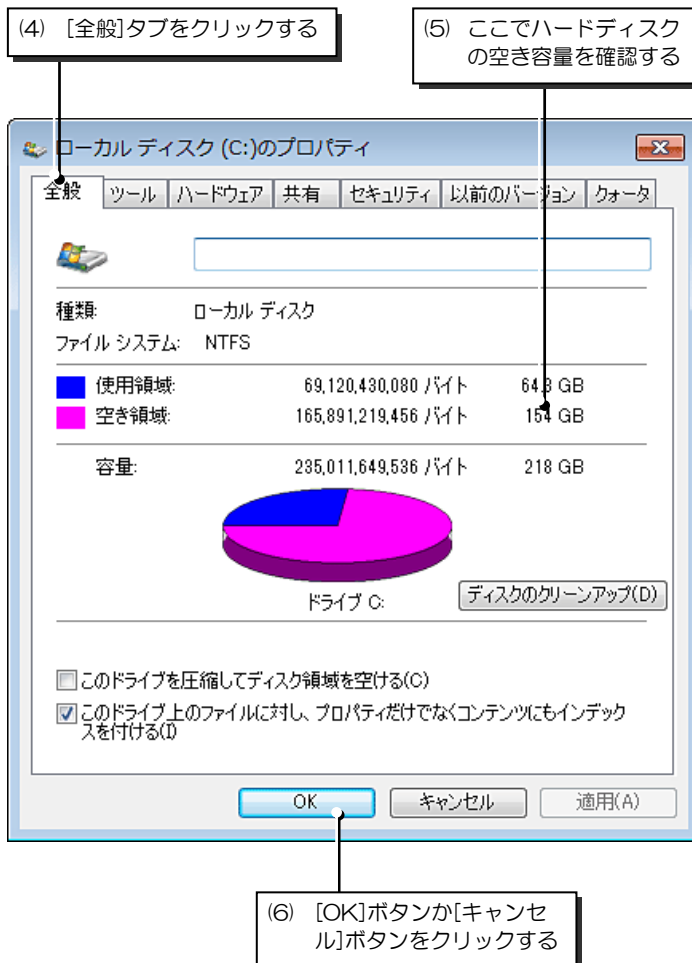 (4) [全般]タブをクリックする
(5) ここでハードディスク
の空き容量を確認する
ローカル ディスク (C:)のプロパティ
全般 ツール ハードウェア 共有 セキュリティ 以前のバージョン クォータ
種類: ローカル ディスク
ファイル システム: NTFS
使用領域: 69,120,430,080 バイト 64.3 GB
空き領域: 165,891,219,456 バイト 154 GB
容量: 235,011,649,536 バイト 218 GB
ドライブ C: ディスクのクリーンアップ(D)
このドライブを圧縮してディスク領域を空ける(C)
このドライブ上のファイルに対し、プロパティだけでなくコンテンツにもインデック
スを付ける(I)
OK キャンセル 適用(A)
(6) [OK]ボタンか[キャンセ
ル]ボタンをクリックする